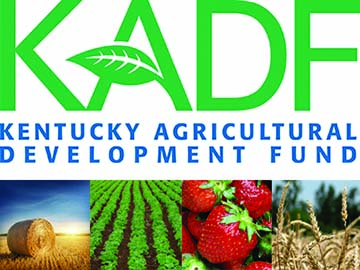 KADF
KENTUCKY AGRICULTURAL
DEVELOPMENT FUND